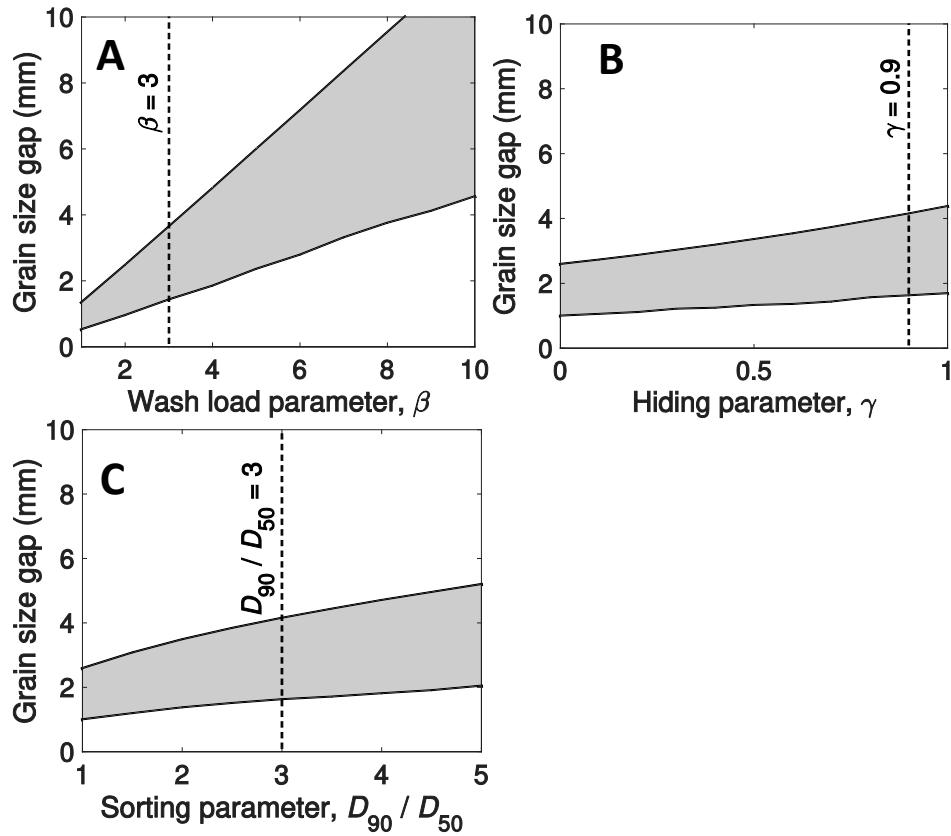 A
Grain size gap (mm)
10
8
6
4
2
0
β = 3
2
4
6
8
10
Wash load parameter, β
B
Grain size gap (mm)
10
8
6
4
2
0
γ = 0.9
0
0.5
1
Hiding parameter, γ
C
Grain size gap (mm)
10
8
6
4
2
0
D90 / D50 = 3
1
2
3
4
5
Sorting parameter, D90 / D50